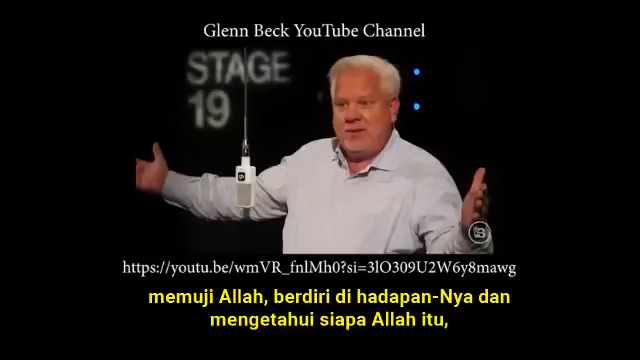 Glenn Beck YouTube Channel
STAGE
19
https://youtu.be/wmVR_fnlMh0?si=3lO309U2W6y8mawg
memuji Allah, berdiri di hadapan-Nya dan
mengetahui siapa Allah itu,